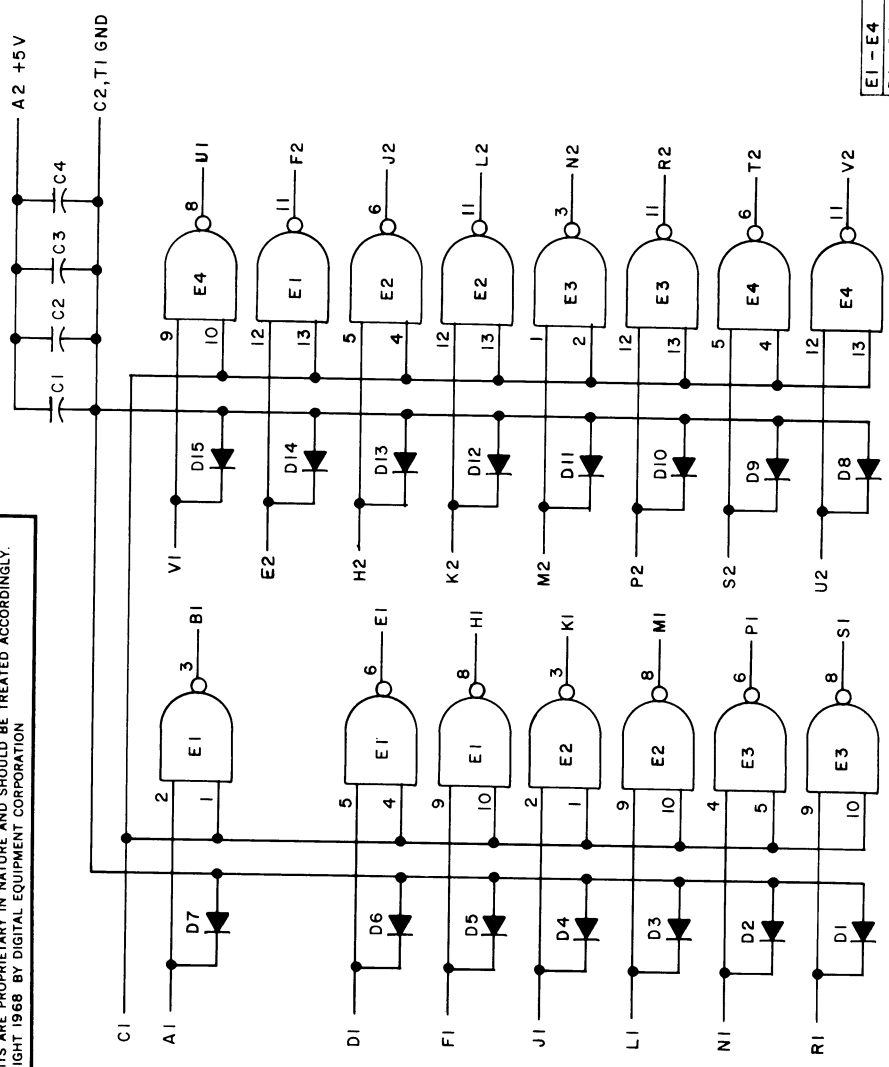 ITS ARE PROPRIETARY IN NATURE AND SHOULD BE TREATED ACCORDINGLY.
IGHT 1968 BY DIGITAL EQUIPMENT CORPORATION
A2 +5V
C2,T1 GND
C1
C2
C3
C4
V1
D15
9
10
E4
8
U1
E2
D14
12
13
E1
11
F2
H2
D13
5
4
E2
6
J2
K2
D12
12
13
E2
11
L2
M2
D11
1
2
E3
3
N2
P2
D10
12
13
E3
11
R2
S2
D9
5
4
E4
6
T2
U2
D8
12
13
E4
11
V2
C1
A1
D7
2
1
E1
3
B1
D1
D6
5
4
E1
6
E1
F1
D5
9
10
E1
8
H1
J1
D4
2
1
E2
3
K1
L1
D3
9
10
E2
8
M1
N1
D2
4
5
E3
6
P1
R1
D1
9
10
E3
8
S1
E1 - E4